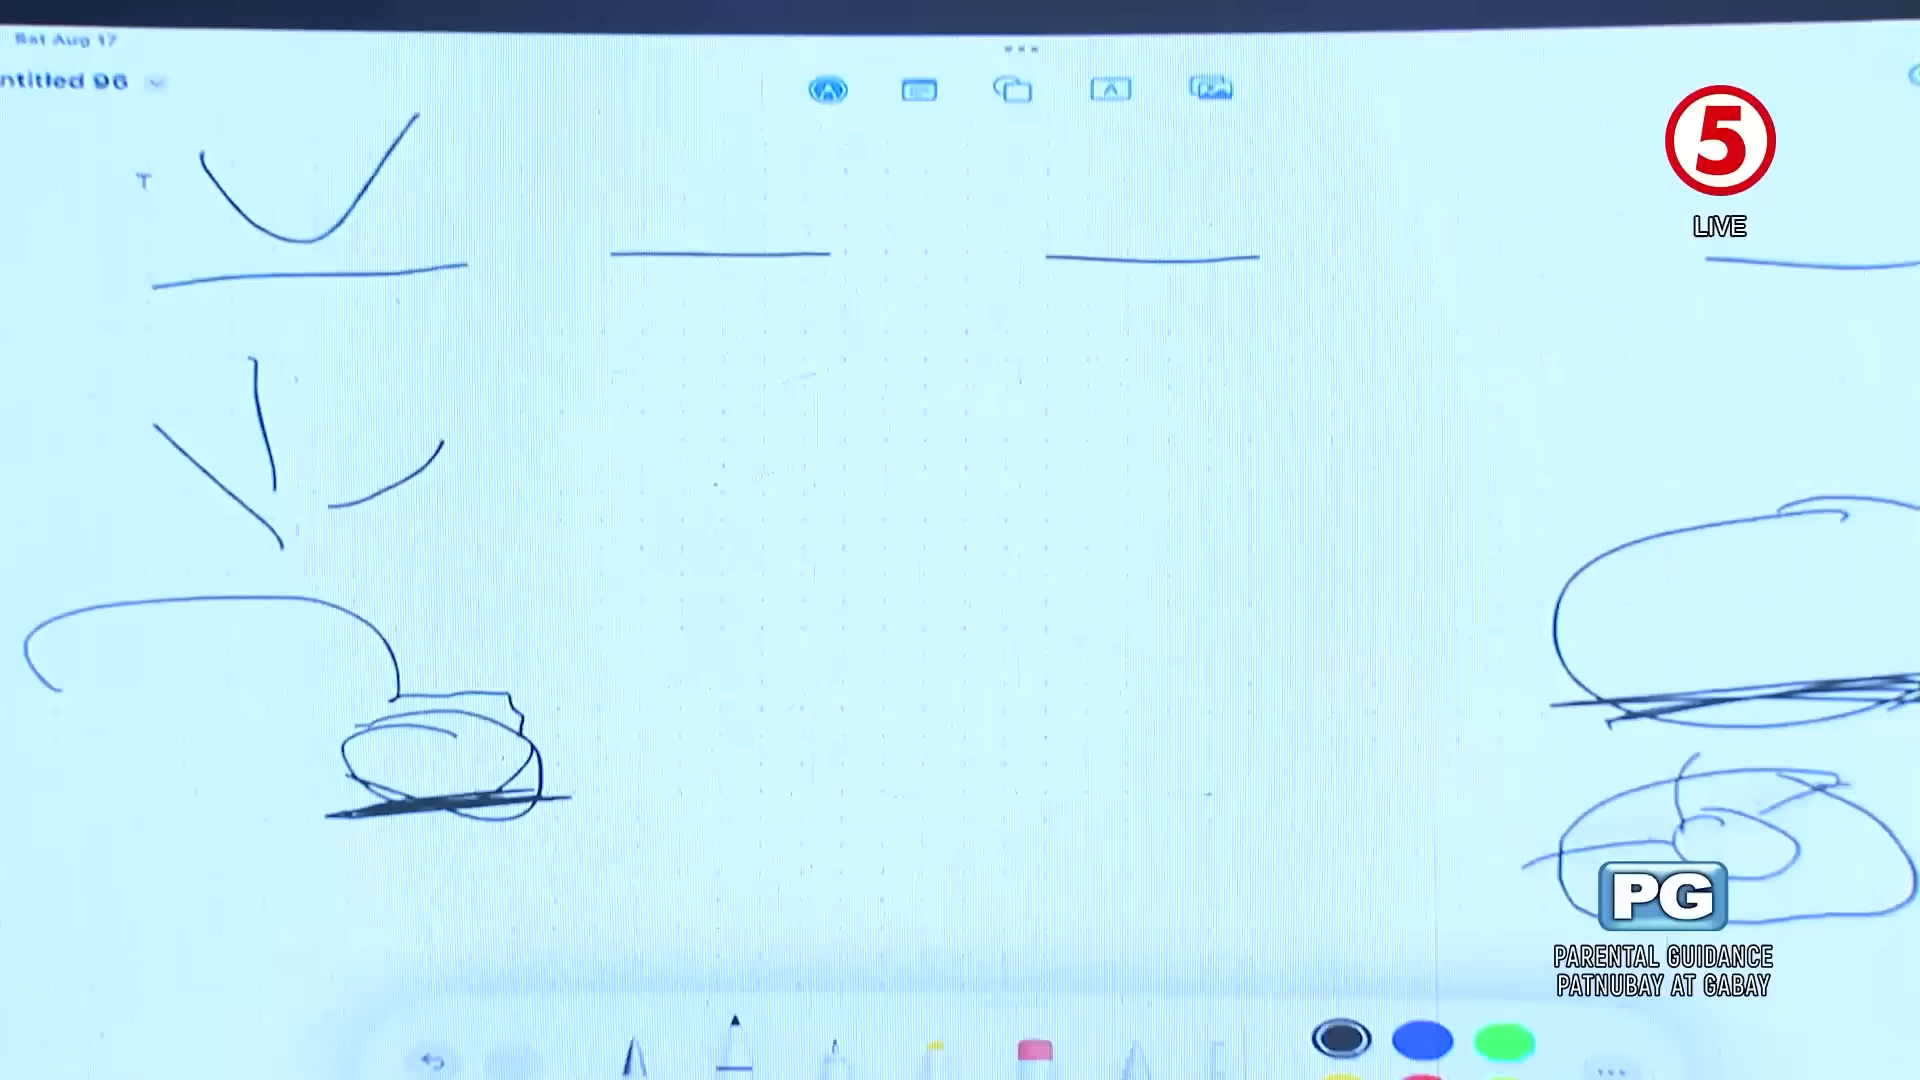 Sat Aug 17
ntitled 96
T
A
5
LIVE
PG
PARENTAL GUIDANCE
PATNUBAY AT GABAY